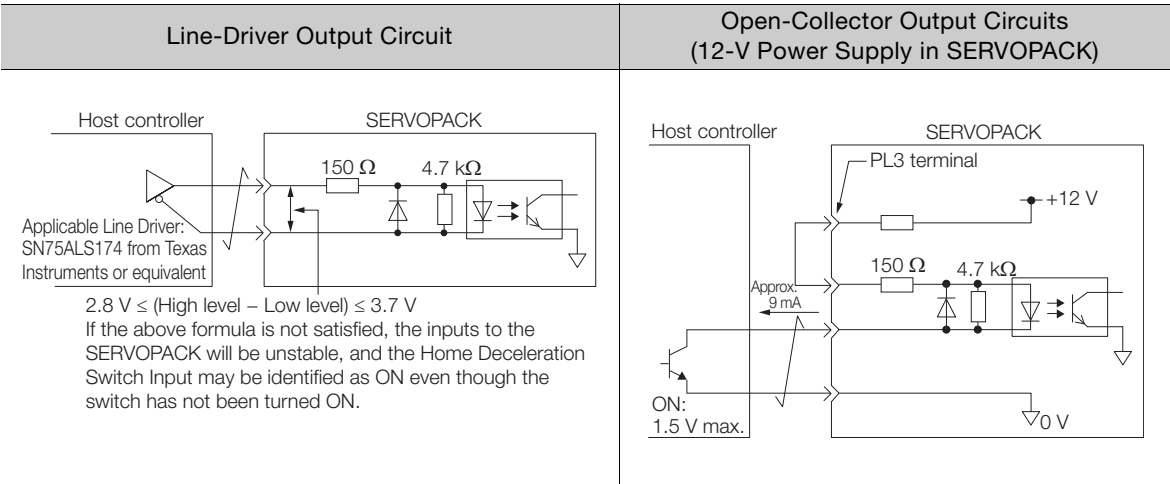 Line-Driver Output Circuit
Open-Collector Output Circuits
(12-V Power Supply in SERVOPACK)
Host controller
SERVOPACK
150 Ω
4.7 kΩ
Applicable Line Driver:
SN75ALS174 from Texas
Instruments or equivalent
2.8 V ≤ (High level – Low level) ≤ 3.7 V
If the above formula is not satisfied, the inputs to the
SERVOPACK will be unstable, and the Home Deceleration
Switch Input may be identified as ON even though the
switch has not been turned ON.
Host controller
SERVOPACK
PL3 terminal
+12 V
150 Ω
4.7 kΩ
Approx.
9 mA
ON:
1.5 V max.
0 V